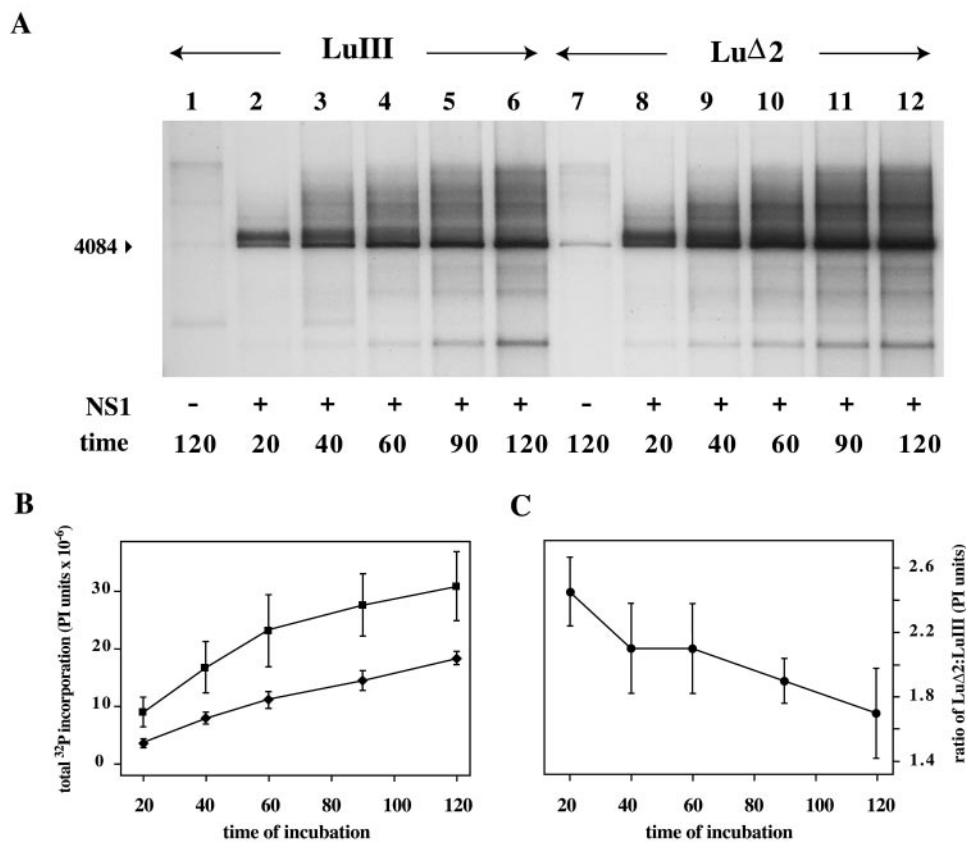 A
LuIII LuΔ2
1 2 3 4 5 6 7 8 9 10 11 12
4084
NS1 - + + + + + - + + + + +
time 120 20 40 60 90 120 120 20 40 60 90 120
B
total ³²P incorporation (PI units x 10⁻⁶)
30
20
10
0
20 40 60 80 100 120
time of incubation
C
2.6
2.2
1.8
1.4
ratio of LuΔ2:LuIII (PI units)
20 40 60 80 100 120
time of incubation